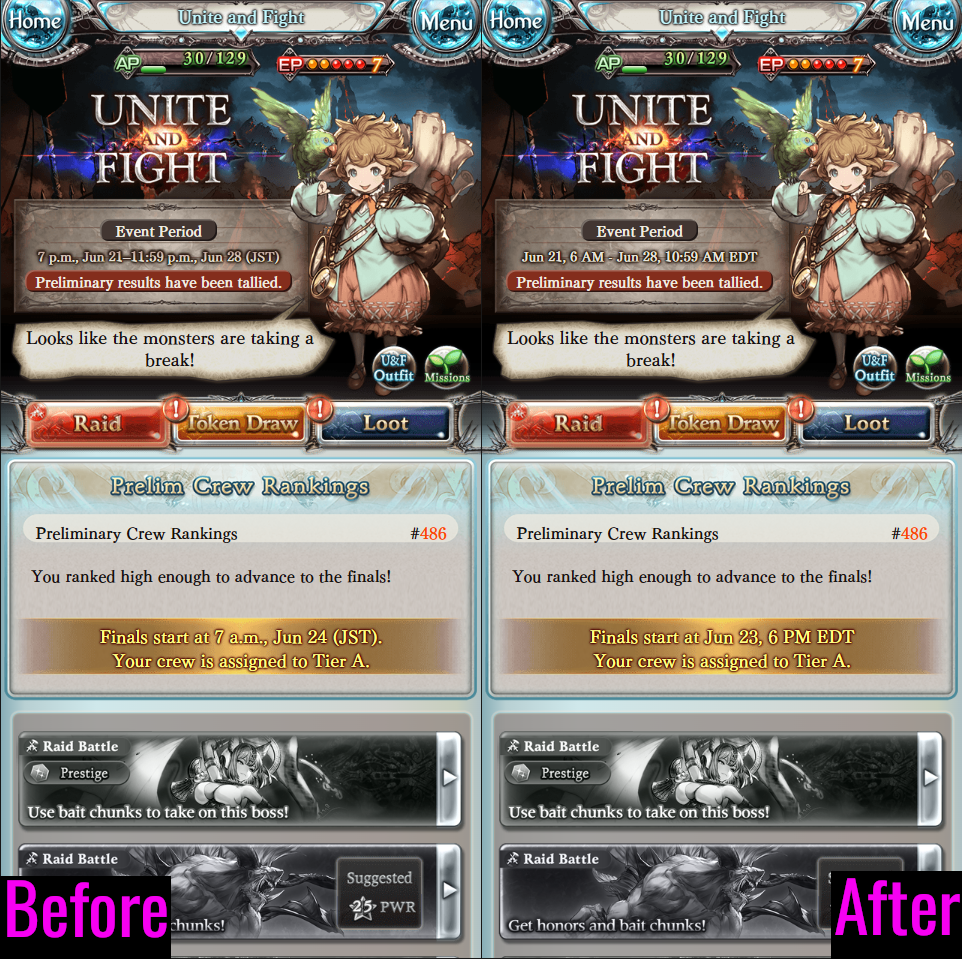 Home
Unite and Fight
Menu
AP 30/129
EP 7
UNITE
AND
FIGHT
Event Period
7 p.m., Jun 21–11:59 p.m., Jun 28 (JST)
Preliminary results have been tallied.
Looks like the monsters are taking a
break!
U&F
Outfit
Missions
Raid
! Token Draw
! Loot
Prelim Crew Rankings
Preliminary Crew Rankings #486
You ranked high enough to advance to the finals!
Finals start at 7 a.m., Jun 24 (JST).
Your crew is assigned to Tier A.
Raid Battle
Prestige
Use bait chunks to take on this boss!
Raid Battle
Suggested
25 PWR
chunks!
Before
Home
Unite and Fight
Menu
AP 30/129
EP 7
UNITE
AND
FIGHT
Event Period
Jun 21, 6 AM - Jun 28, 10:59 AM EDT
Preliminary results have been tallied.
Looks like the monsters are taking a
break!
U&F
Outfit
Missions
Raid
! Token Draw
! Loot
Prelim Crew Rankings
Preliminary Crew Rankings #486
You ranked high enough to advance to the finals!
Finals start at Jun 23, 6 PM EDT
Your crew is assigned to Tier A.
Raid Battle
Prestige
Use bait chunks to take on this boss!
Raid Battle
Get honors and bait chunks!
After